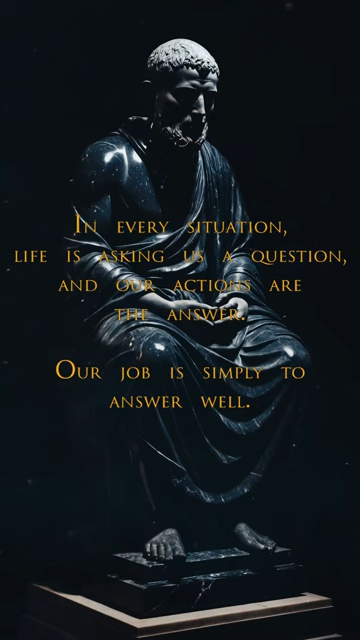 In every situation,
life is asking us a question,
and our actions are
the answer.
Our job is simply to
answer well.